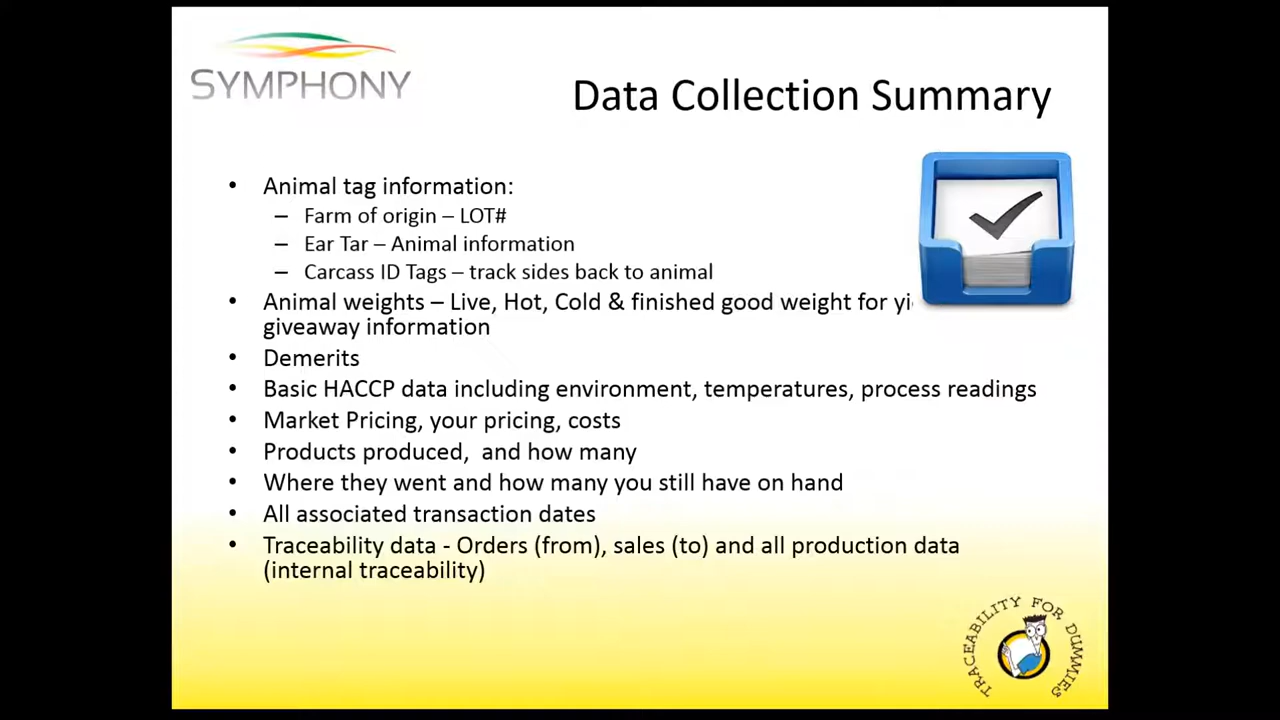 SYMPHONY
Data Collection Summary
• Animal tag information:
– Farm of origin – LOT#
– Ear Tar – Animal information
– Carcass ID Tags – track sides back to animal
• Animal weights – Live, Hot, Cold & finished good weight for
giveaway information
• Demerits
• Basic HACCP data including environment, temperatures, process readings
• Market Pricing, your pricing, costs
• Products produced,  and how many
• Where they went and how many you still have on hand
• All associated transaction dates
• Traceability data - Orders (from), sales (to) and all production data
(internal traceability)
TRACEABILITY FOR DUMMIES